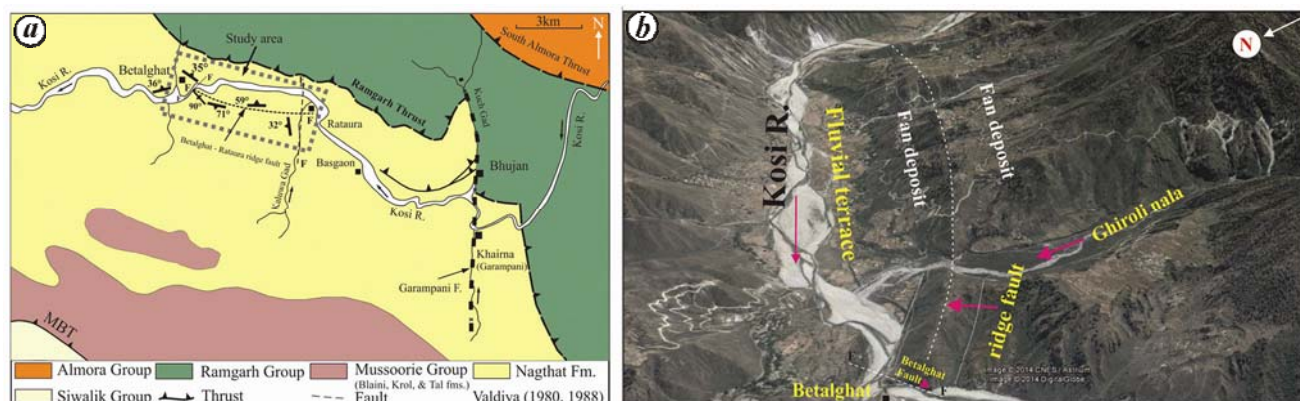 a
3km
N
Study area
South Almora Thrust
Kosi R.
Betalghat
35°
F
36°
Ramgarh Thrust
Kuch Gad
59°
90°
71°
F
32°
Rataura
Kosi R.
Betalghat - Rataura ridge fault
F
Basgaon
Bhujan
Kosi R.
Khairna
(Garampani)
Garampani F.
MBT
Almora Group
Ramgarh Group
Mussoorie Group
(Blaini, Krol, & Tal fms.)
Nagthat Fm.
Siwalik Group
Thrust
Fault
Valdiya (1980, 1988)
b
N
Kosi R.
Fluvial terrace
Fan deposit
Fan deposit
Ghiroli nala
ridge fault
Betalghat
Fault
F
F
Betalghat
Image © 2014 CNES / Astrium
Image © 2014 DigitalGlobe